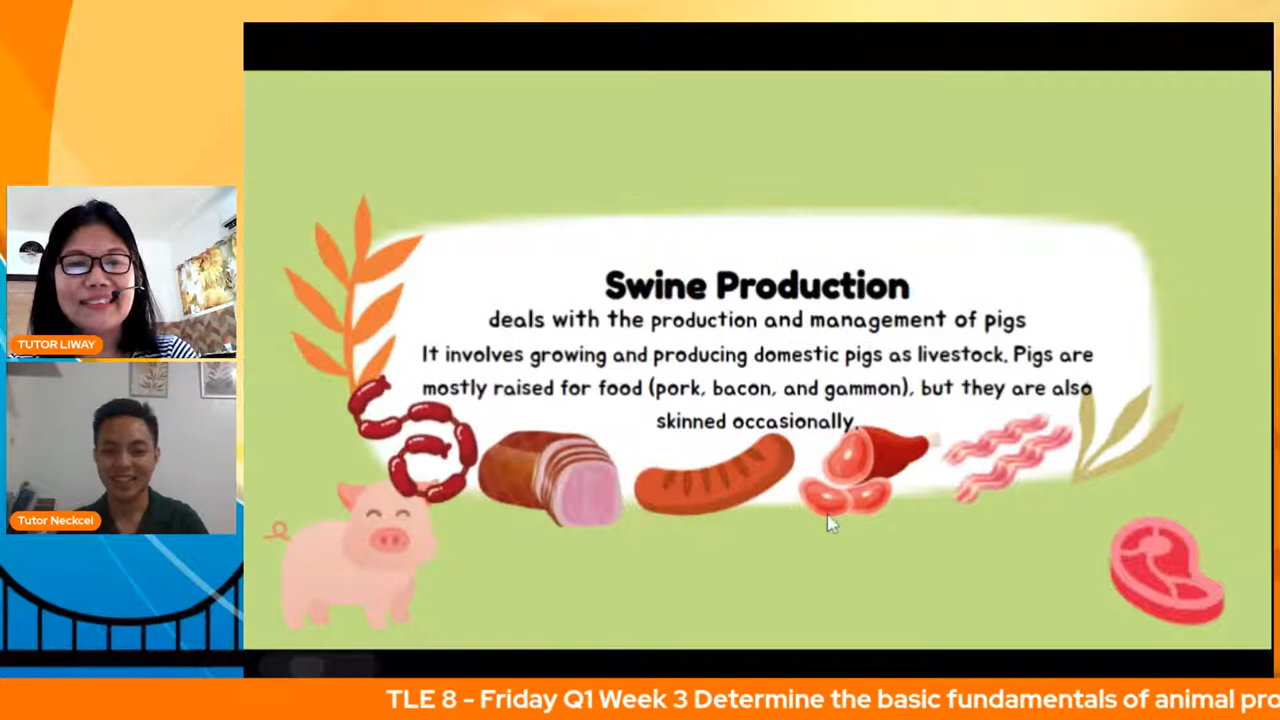 Swine Production
deals with the production and management of pigs
It involves growing and producing domestic pigs as livestock. Pigs are
mostly raised for food (pork, bacon, and gammon), but they are also
skinned occasionally.
TUTOR LIWAY
Tutor Neckcel
TLE 8 - Friday Q1 Week 3 Determine the basic fundamentals of animal pro